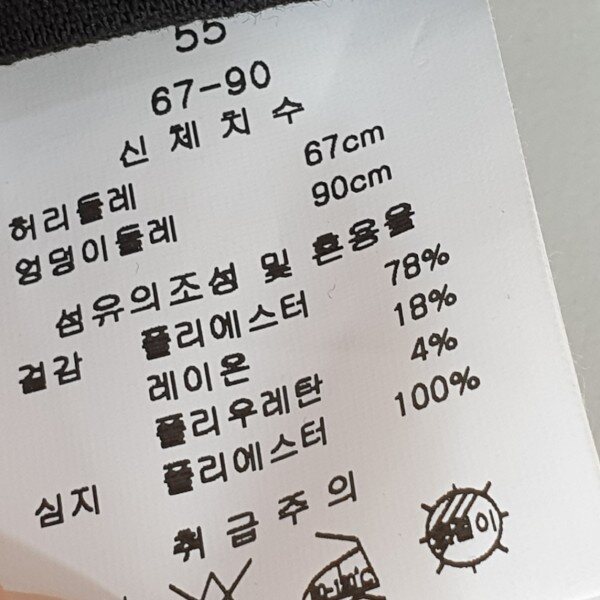 55
67-90
신체치수
허리둘레 67cm
엉덩이둘레 90cm
섬유의조성 및 혼용율
겉감 폴리에스터 78%
레이온 18%
폴리우레탄 4%
심지 폴리에스터 100%
취급주의